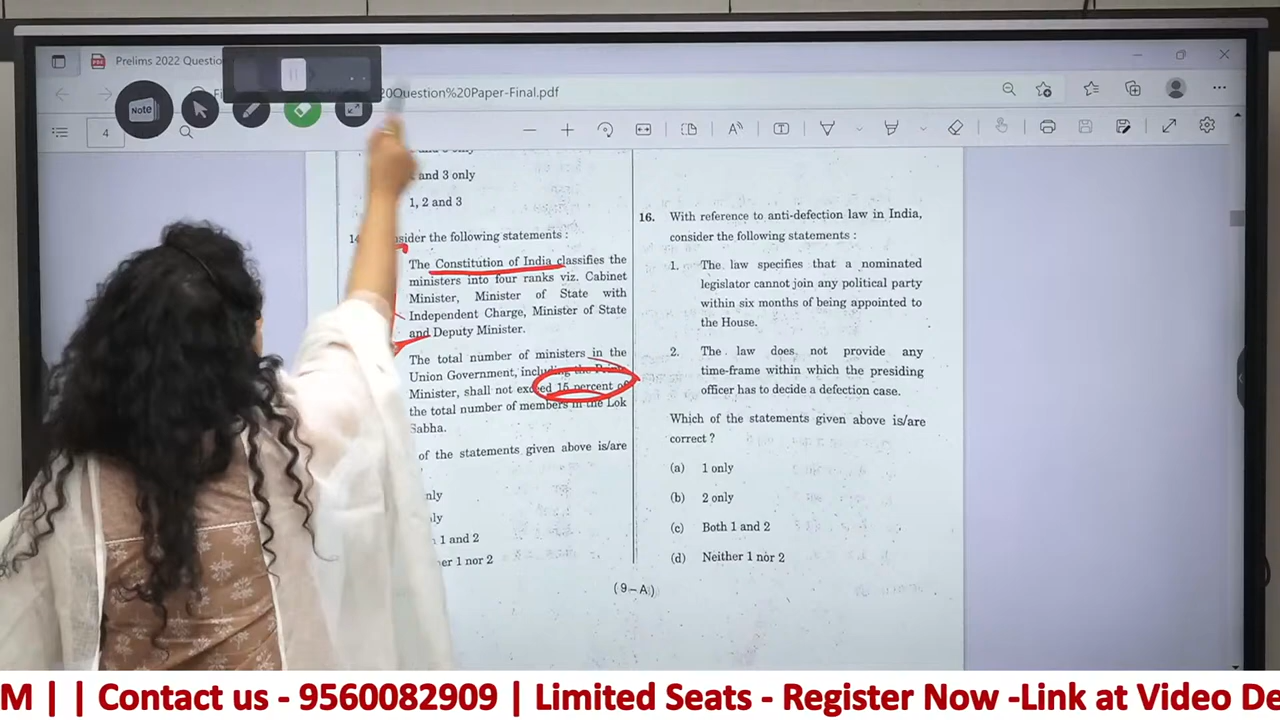 Prelims 2022 Questio
20Question%20Paper-Final.pdf
Note
4
and 3 only
1, 2 and 3
14
sider the following statements :
The Constitution of India classifies the
ministers into four ranks viz. Cabinet
Minister, Minister of State with
Independent Charge, Minister of State
and Deputy Minister.
The total number of ministers in the
Union Government, including the Prime
Minister, shall not exceed 15 percent of
the total number of members in the Lok
Sabha.
of the statements given above is/are
nly
ly
1 and 2
er 1 nor 2
16. With reference to anti-defection law in India,
consider the following statements :
1. The law specifies that a nominated
legislator cannot join any political party
within six months of being appointed to
the House.
2. The law does not provide any
time-frame within which the presiding
officer has to decide a defection case.
Which of the statements given above is/are
correct ?
(a) 1 only
(b) 2 only
(c) Both 1 and 2
(d) Neither 1 nor 2
(9–A)
M | | Contact us - 9560082909 | Limited Seats - Register Now -Link at Video De